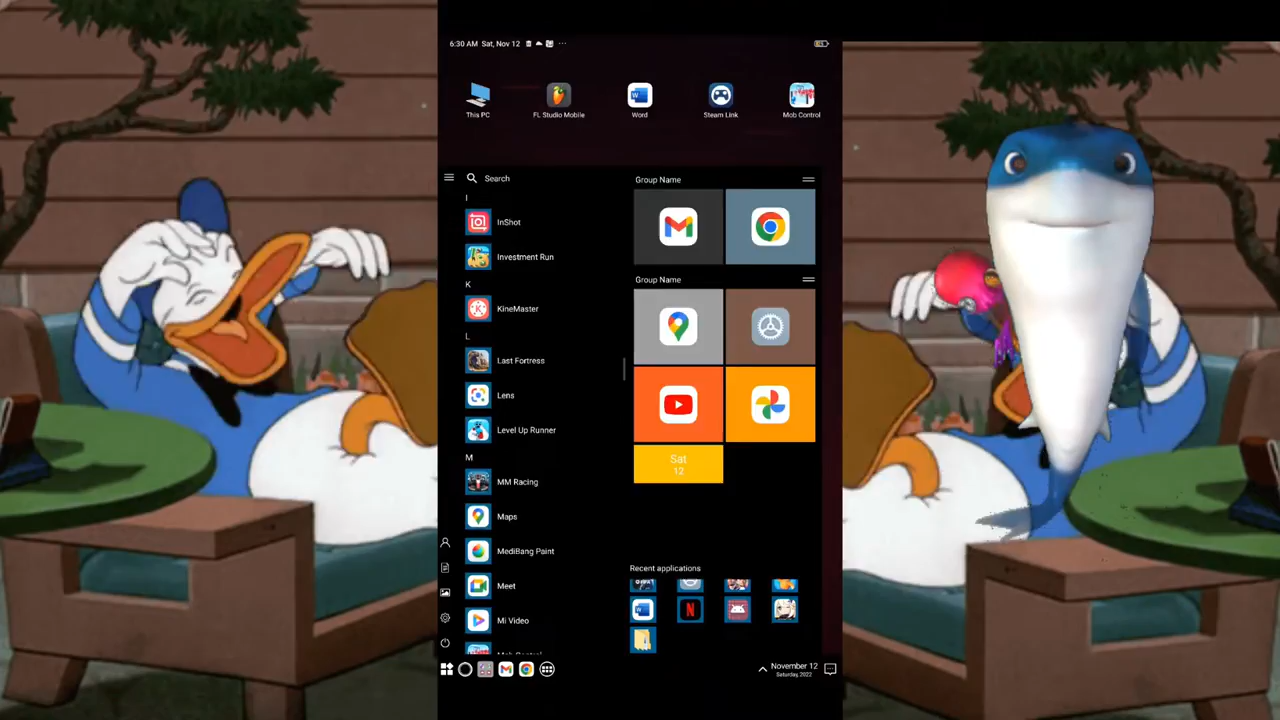 6:30 AM Sat, Nov 12
This PC
FL Studio Mobile
Word
Steam Link
Mob Control
Search
I
InShot
Investment Run
K
KineMaster
L
Last Fortress
Lens
Level Up Runner
M
MM Racing
Maps
MediBang Paint
Meet
Mi Video
Group Name
Group Name
Sat
12
Recent applications
November 12
Saturday, 2022